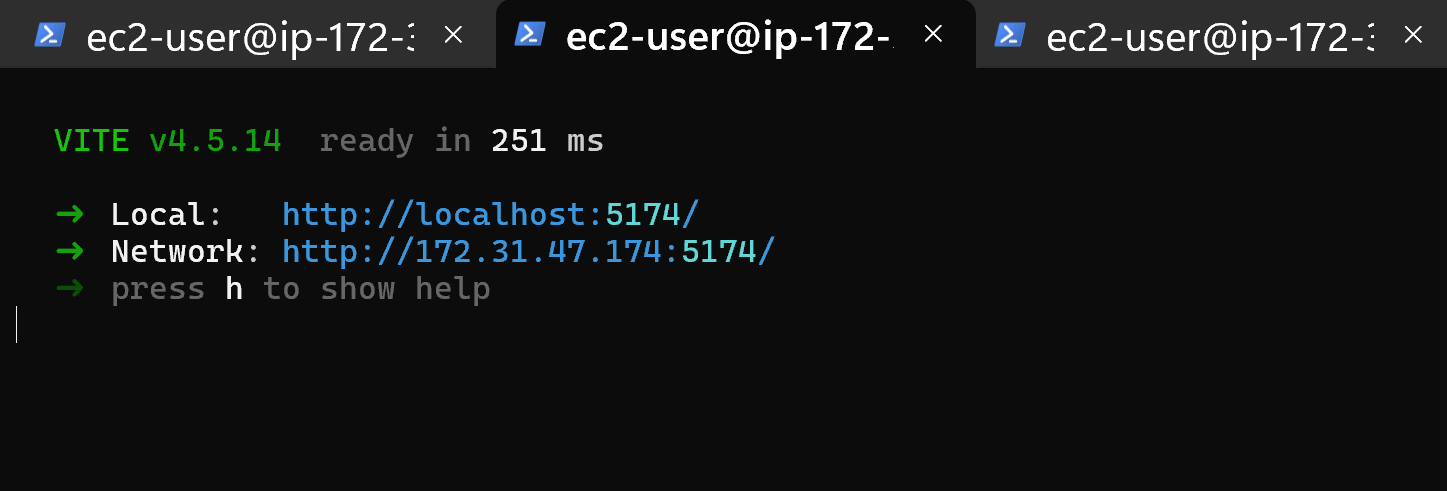 ec2-user@ip-172-3
ec2-user@ip-172-
ec2-user@ip-172-3
VITE v4.5.14 ready in 251 ms
➜ Local: http://localhost:5174/
➜ Network: http://172.31.47.174:5174/
➜ press h to show help